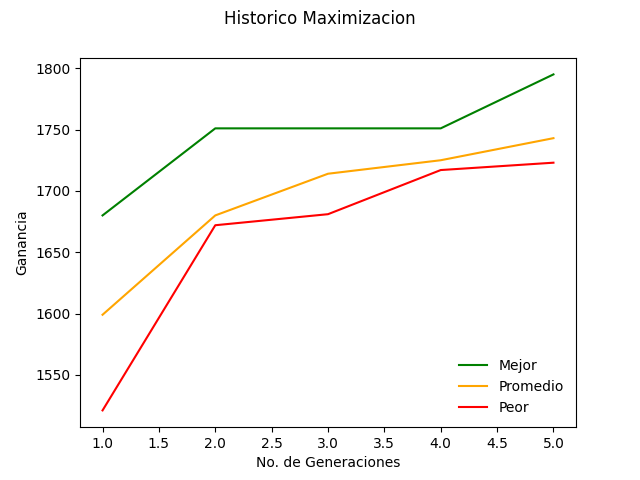 Historico Maximizacion
1800
1750
1700
1650
1600
1550
Ganancia
Mejor
Promedio
Peor
1.0 1.5 2.0 2.5 3.0 3.5 4.0 4.5 5.0
No. de Generaciones